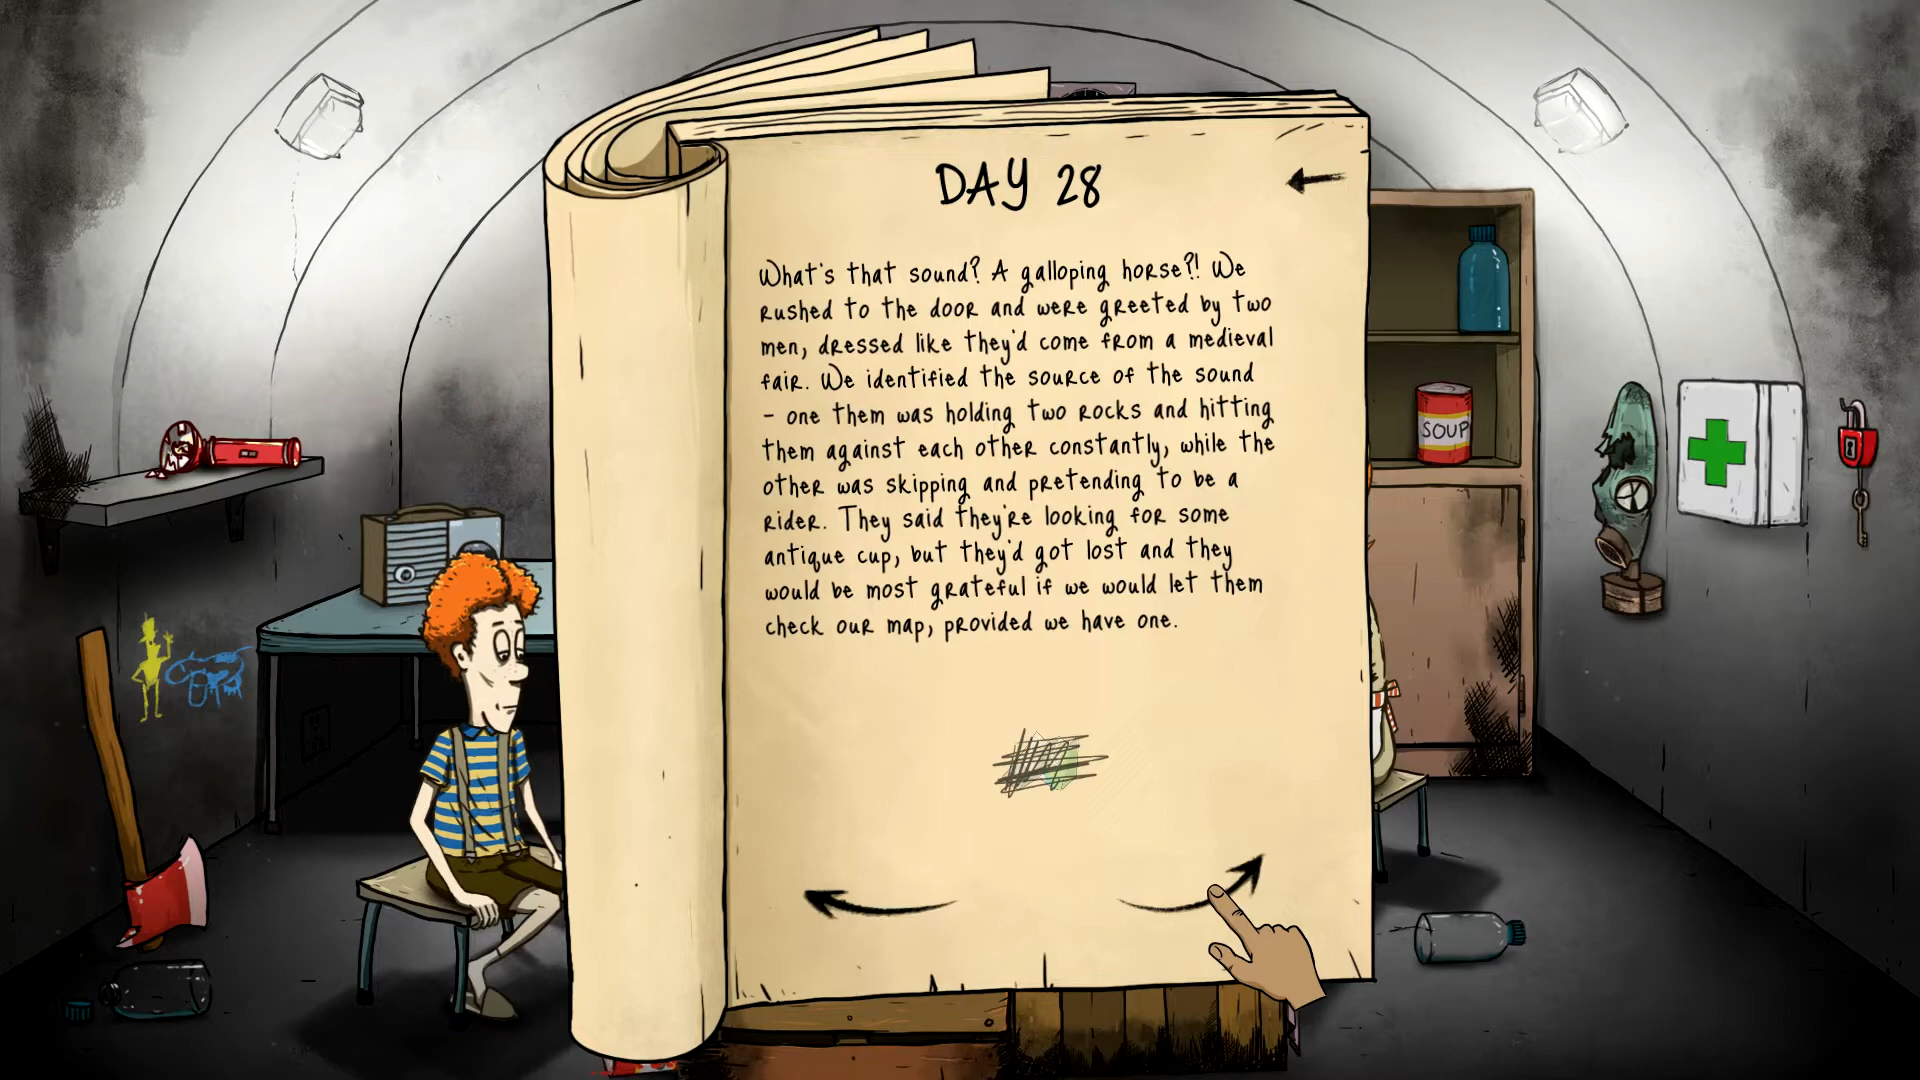 DAY 28
What's that sound? A galloping horse?! We
rushed to the door and were greeted by two
men, dressed like they'd come from a medieval
fair. We identified the source of the sound
- one them was holding two rocks and hitting
them against each other constantly, while the
other was skipping and pretending to be a
rider. They said they're looking for some
antique cup, but they'd got lost and they
would be most grateful if we would let them
check our map, provided we have one.
SOUP